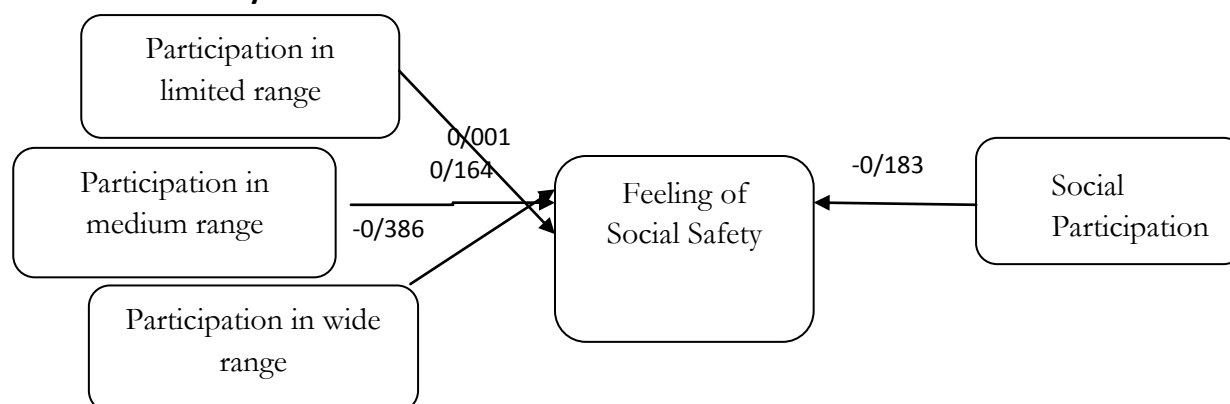 Participation in
limited range
0/001
0/164
Participation in
medium range
-0/386
Participation in wide
range
Feeling of
Social Safety
-0/183
Social
Participation